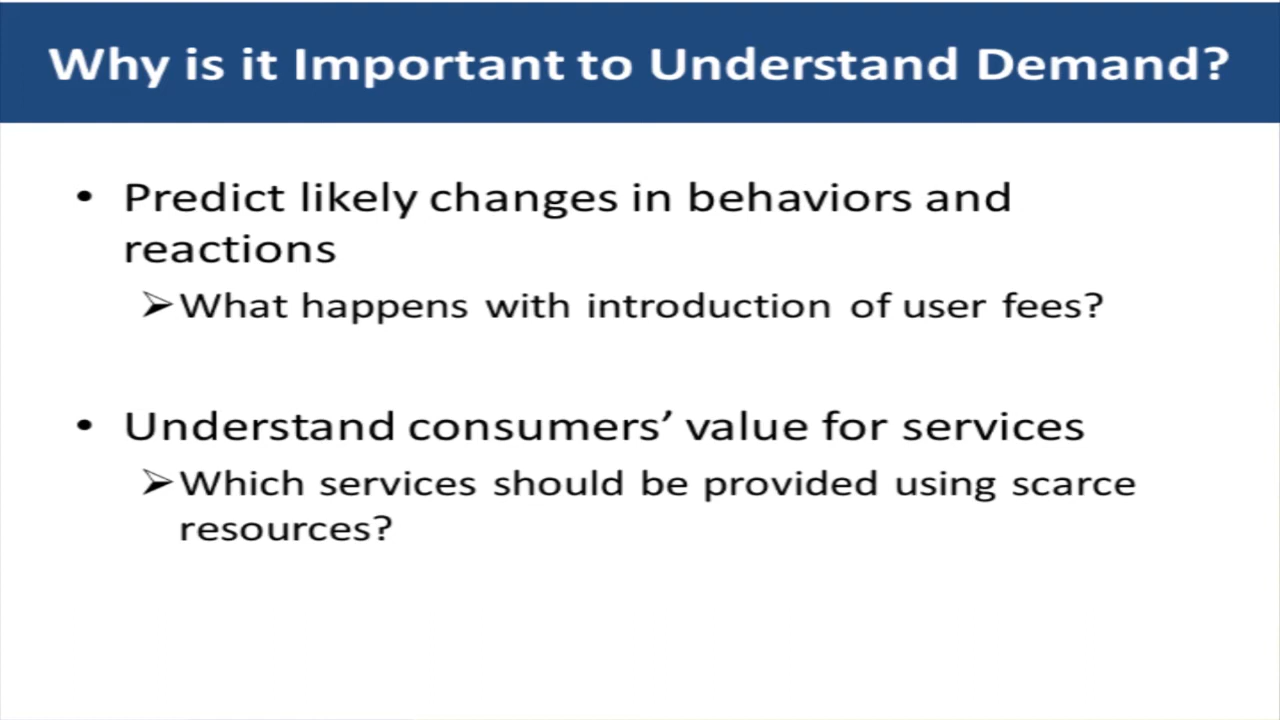 Why is it Important to Understand Demand?
• Predict likely changes in behaviors and
reactions
➢What happens with introduction of user fees?
• Understand consumers’ value for services
➢Which services should be provided using scarce
resources?